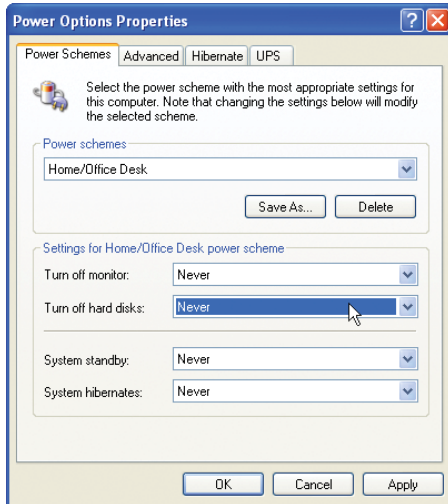 Power Options Properties
Power Schemes Advanced Hibernate UPS
Select the power scheme with the most appropriate settings for
this computer. Note that changing the settings below will modify
the selected scheme.
Power schemes
Home/Office Desk
Save As... Delete
Settings for Home/Office Desk power scheme
Turn off monitor: Never
Turn off hard disks: Never
System standby: Never
System hibernates: Never
OK Cancel Apply